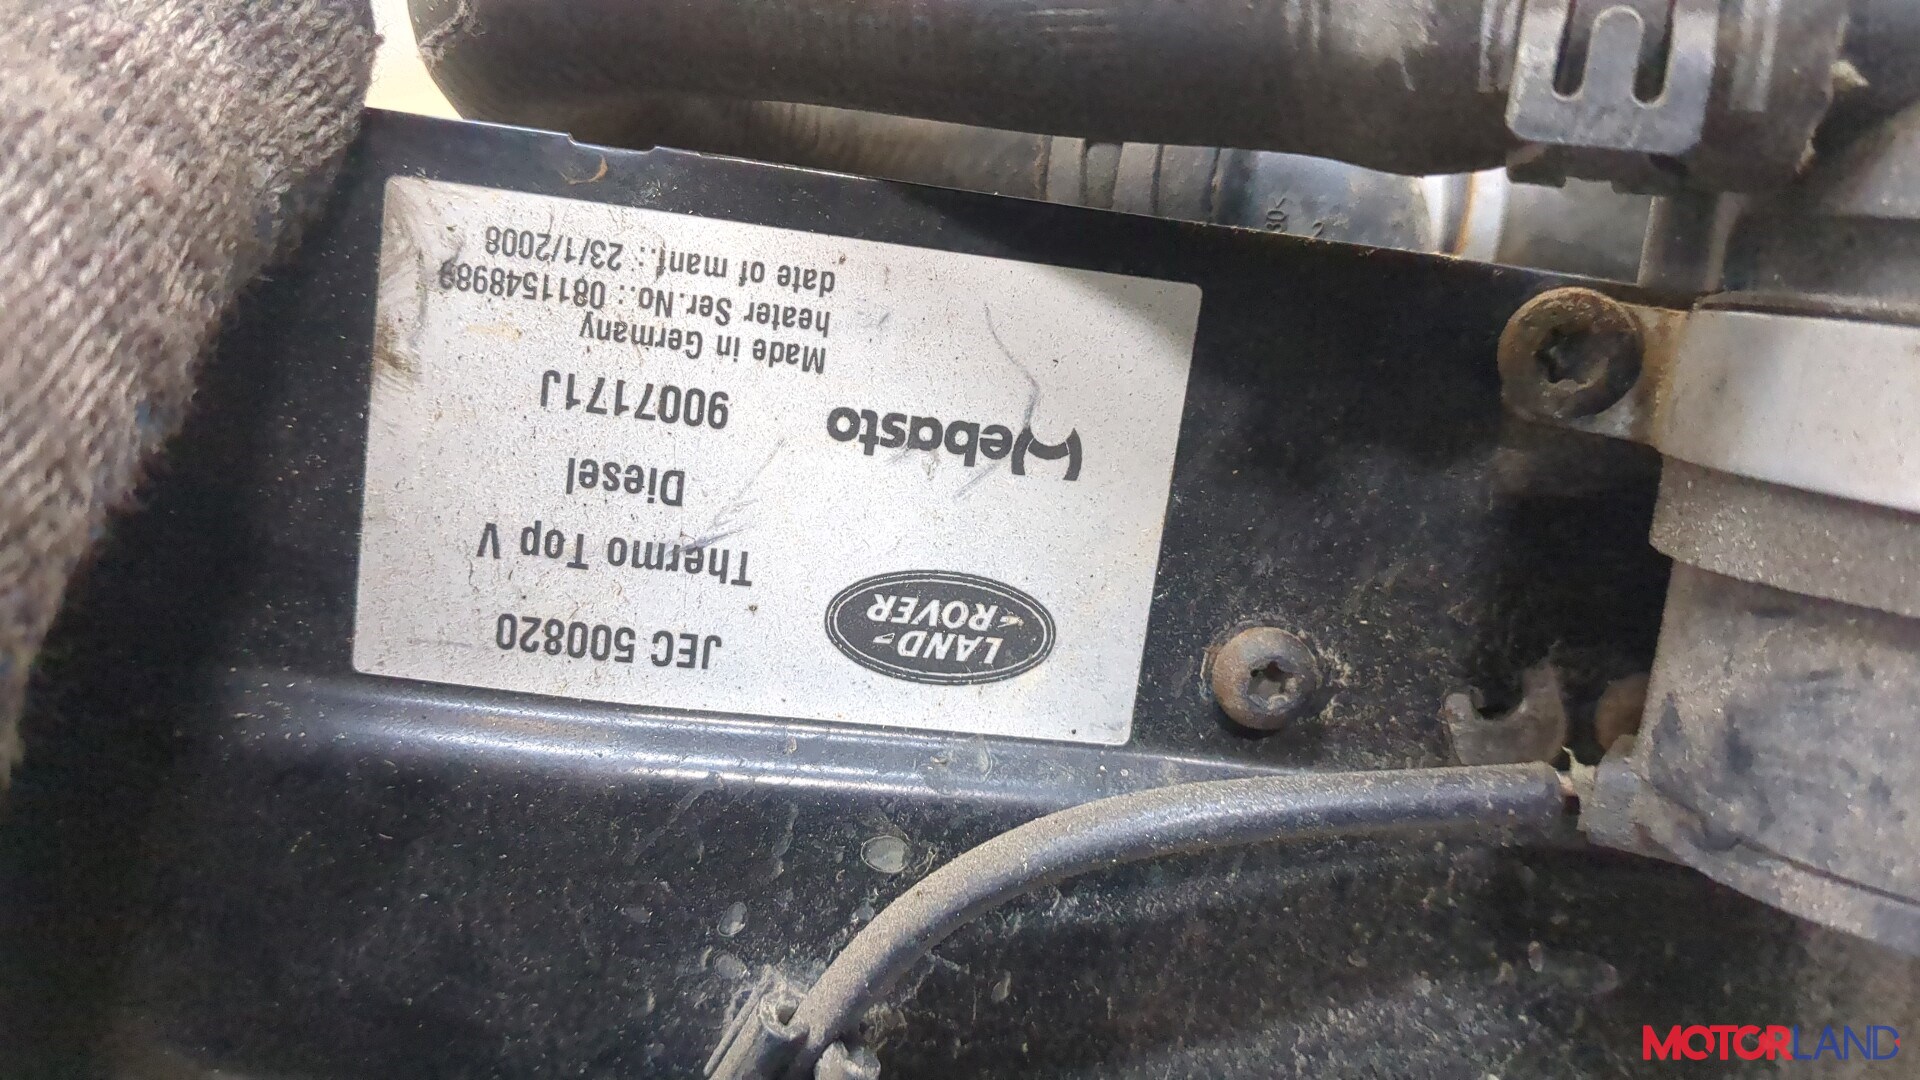 LAND-
ROVER
JEC 500820
Thermo Top V
Diesel
Webasto
9007171J
Made in Germany
heater Ser.No.: 0811548989
date of manf.: 23/1/2008
MOTORLAND